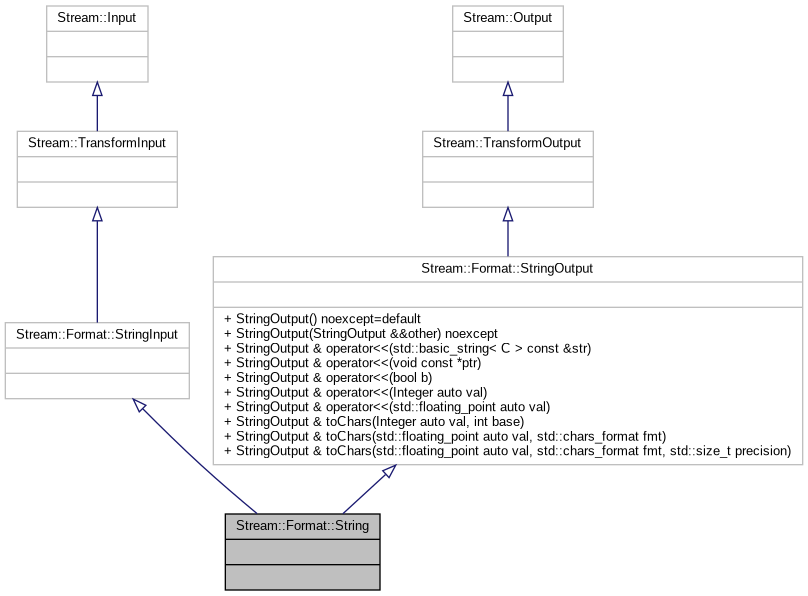 Stream::Input
Stream::Output
Stream::TransformInput
Stream::TransformOutput
Stream::Format::StringOutput
+ StringOutput() noexcept=default
+ StringOutput(StringOutput &&other) noexcept
+ StringOutput & operator<<(std::basic_string< C > const &str)
+ StringOutput & operator<<(void const *ptr)
+ StringOutput & operator<<(bool b)
+ StringOutput & operator<<(Integer auto val)
+ StringOutput & operator<<(std::floating_point auto val)
+ StringOutput & toChars(Integer auto val, int base)
+ StringOutput & toChars(std::floating_point auto val, std::chars_format fmt)
+ StringOutput & toChars(std::floating_point auto val, std::chars_format fmt, std::size_t precision)
Stream::Format::StringInput
Stream::Format::String